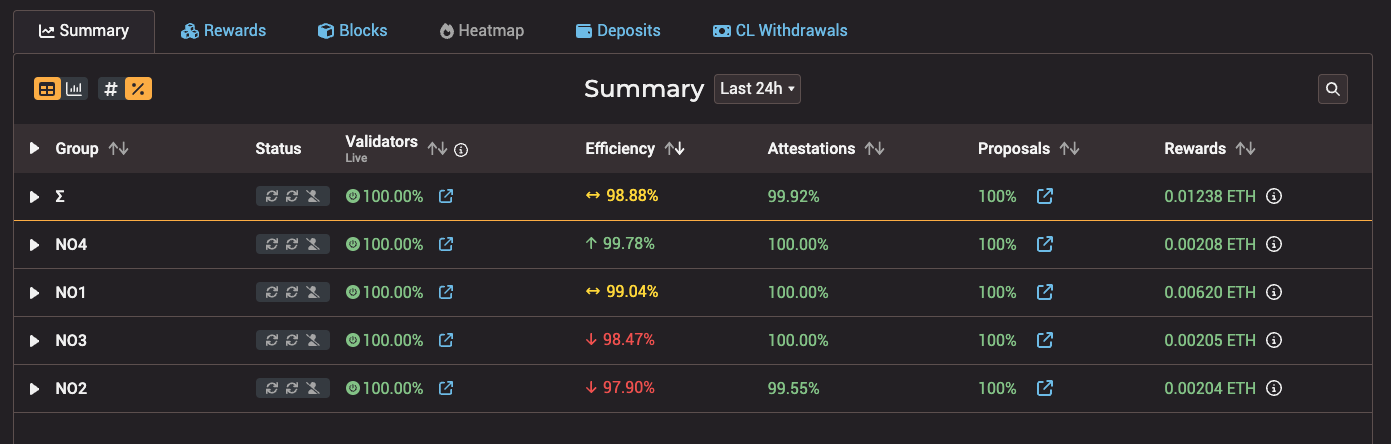 Summary Rewards Blocks Heatmap Deposits CL Withdrawals
# % Summary Last 24h
Group Status Validators Efficiency Attestations Proposals Rewards
Live
Σ 100.00% 98.88% 99.92% 100% 0.01238 ETH
NO4 100.00% 99.78% 100.00% 100% 0.00208 ETH
NO1 100.00% 99.04% 100.00% 100% 0.00620 ETH
NO3 100.00% 98.47% 100.00% 100% 0.00205 ETH
NO2 100.00% 97.90% 99.55% 100% 0.00204 ETH